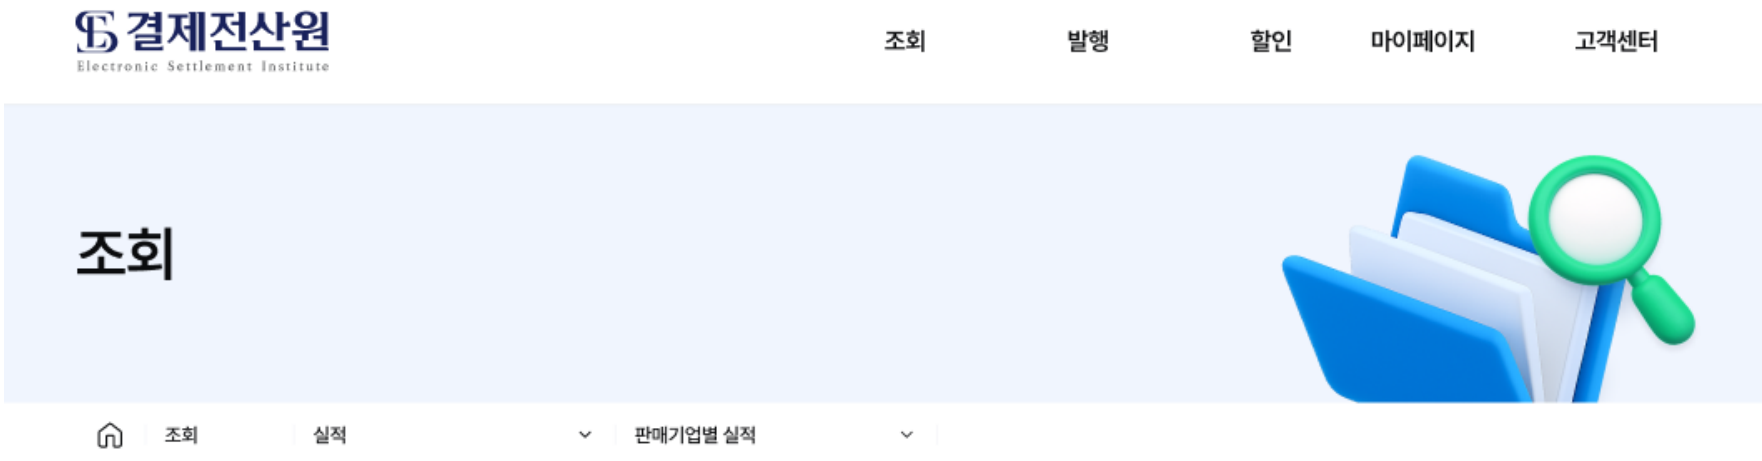 결제전산원
Electronic Settlement Institute
조회 발행 할인 마이페이지 고객센터
조회
조회 실적 판매기업별 실적